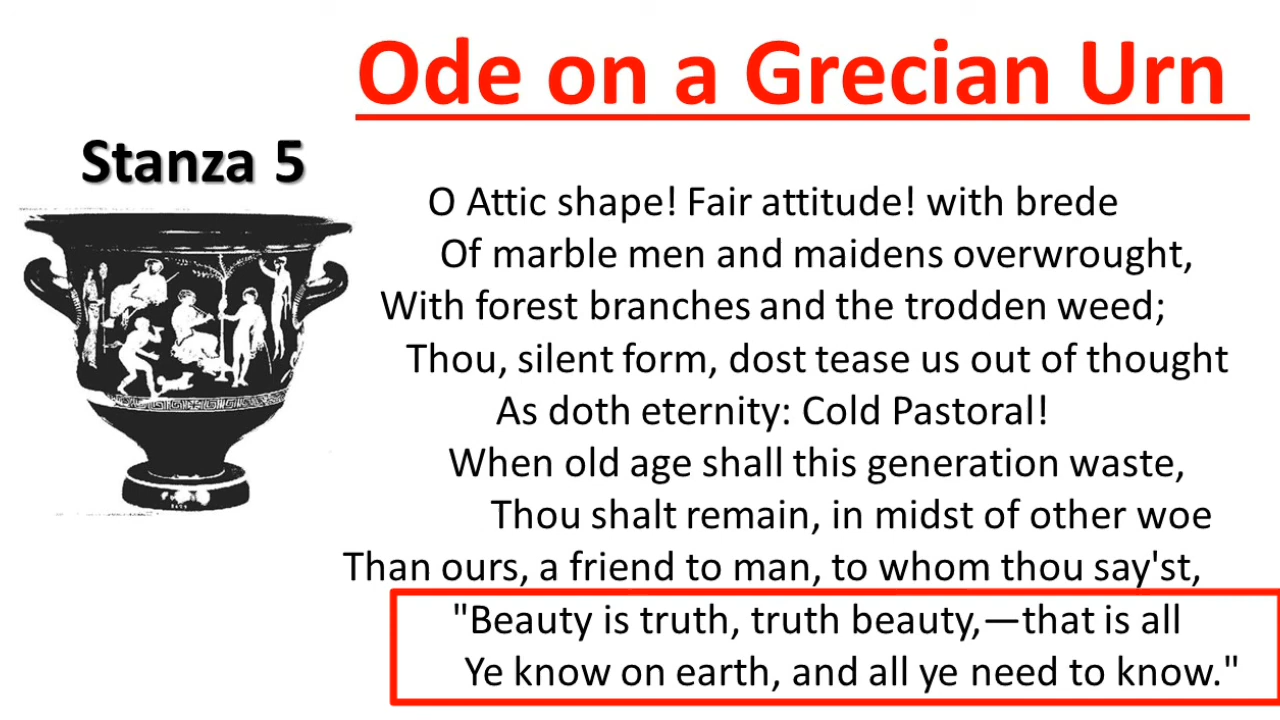 Ode on a Grecian Urn
Stanza 5
O Attic shape! Fair attitude! with brede
Of marble men and maidens overwrought,
With forest branches and the trodden weed;
Thou, silent form, dost tease us out of thought
As doth eternity: Cold Pastoral!
When old age shall this generation waste,
Thou shalt remain, in midst of other woe
Than ours, a friend to man, to whom thou say'st,
"Beauty is truth, truth beauty,—that is all
Ye know on earth, and all ye need to know."